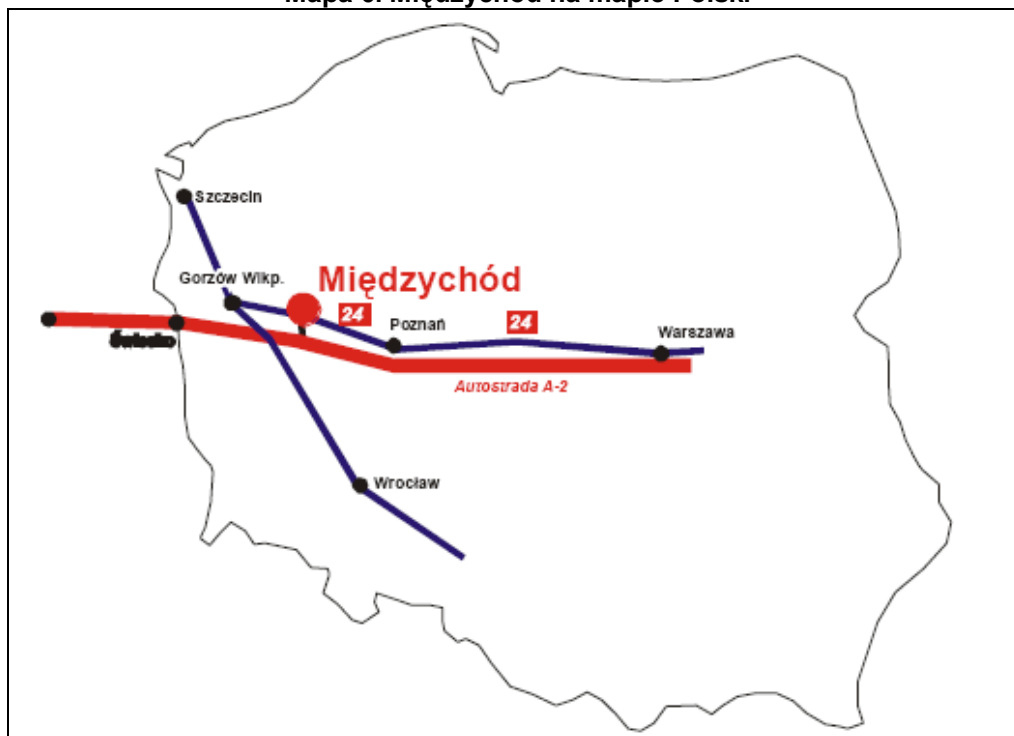 Szczecin
Gorzów Wlkp.
Międzychód
24
Poznań
24
Warszawa
Autostrada A-2
Wrocław